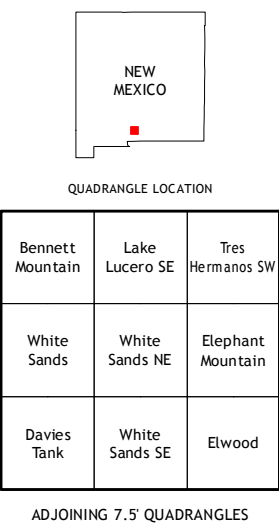 NEW
MEXICO
QUADRANGLE LOCATION
Bennett
Mountain
Lake
Lucero SE
Tres
Hermanos SW
White
Sands
White
Sands NE
Elephant
Mountain
Davies
Tank
White
Sands SE
Elwood
ADJOINING 7.5' QUADRANGLES